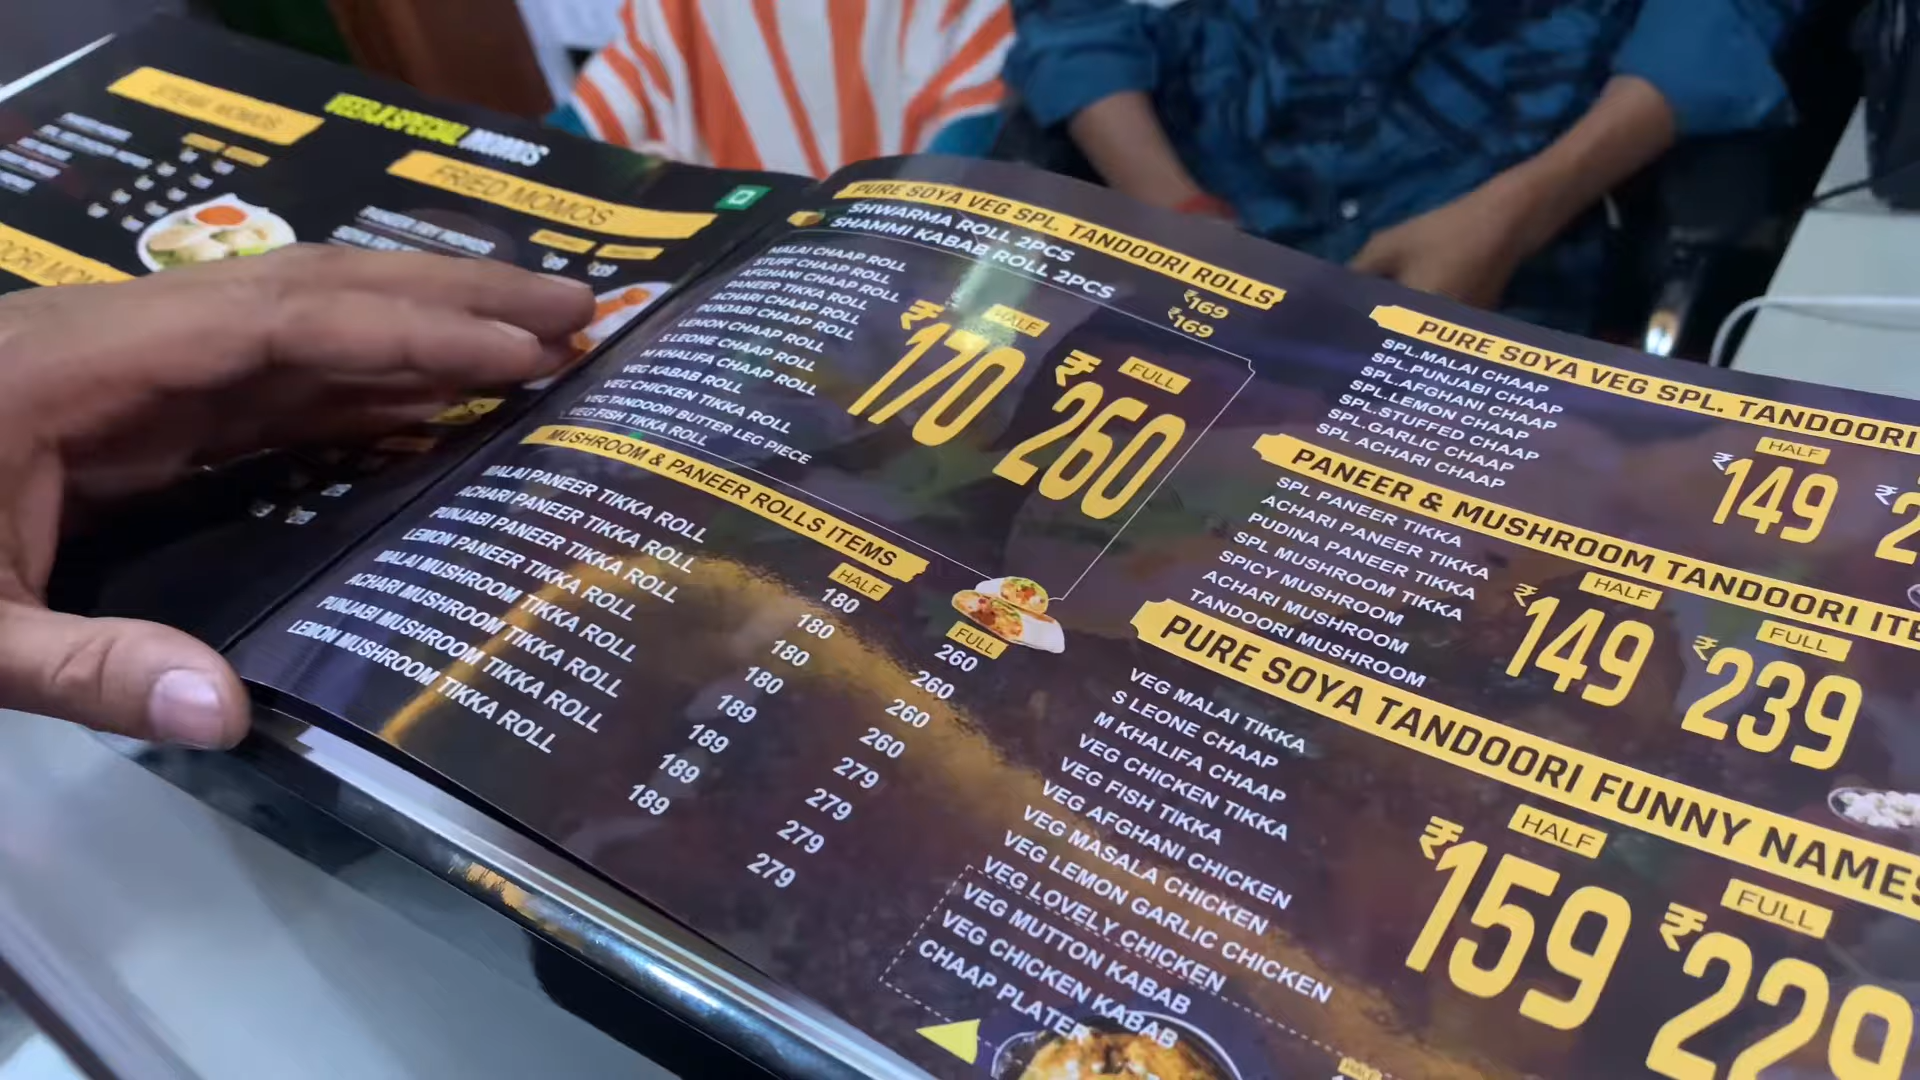 STEAM MOMOS
VEERJI SPECIAL MOMOS
FRIED MOMOS
PURE SOYA VEG SPL. TANDOORI ROLLS
SHWARMA ROLL 2PCS ₹169
SHAMMI KABAB ROLL 2PCS ₹169
MALAI CHAAP ROLL
STUFF CHAAP ROLL
AFGHANI CHAAP ROLL
PANEER TIKKA ROLL
ACHARI CHAAP ROLL
PUNJABI CHAAP ROLL
LEMON CHAAP ROLL
S LEONE CHAAP ROLL
M KHALIFA CHAAP ROLL
VEG KABAB ROLL
VEG CHICKEN TIKKA ROLL
VEG TANDOORI BUTTER LEG PIECE
VEG FISH TIKKA ROLL
HALF
₹170
FULL
₹260
MUSHROOM & PANEER ROLLS ITEMS
HALF FULL
MALAI PANEER TIKKA ROLL 180 260
ACHARI PANEER TIKKA ROLL 180 260
PUNJABI PANEER TIKKA ROLL 180 260
LEMON PANEER TIKKA ROLL 180 260
MALAI MUSHROOM TIKKA ROLL 189 279
ACHARI MUSHROOM TIKKA ROLL 189 279
PUNJABI MUSHROOM TIKKA ROLL 189 279
LEMON MUSHROOM TIKKA ROLL 189 279
PURE SOYA VEG SPL. TANDOORI
SPL.MALAI CHAAP
SPL.PUNJABI CHAAP
SPL.AFGHANI CHAAP
SPL.LEMON CHAAP
SPL.STUFFED CHAAP
SPL.GARLIC CHAAP
SPL ACHARI CHAAP
HALF
₹149
PANEER & MUSHROOM TANDOORI
SPL PANEER TIKKA
ACHARI PANEER TIKKA
PUDINA PANEER TIKKA
SPL MUSHROOM TIKKA
SPICY MUSHROOM
ACHARI MUSHROOM
TANDOORI MUSHROOM
HALF
₹149
FULL
₹239
PURE SOYA TANDOORI FUNNY NAMES
VEG MALAI TIKKA
S LEONE CHAAP
M KHALIFA CHAAP
VEG CHICKEN TIKKA
VEG FISH TIKKA
VEG AFGHANI CHICKEN
VEG MASALA CHICKEN
VEG LEMON GARLIC CHICKEN
VEG LOVELY CHICKEN
VEG MUTTON KABAB
VEG CHICKEN KABAB
CHAAP PLATER
HALF
₹159
FULL
₹229